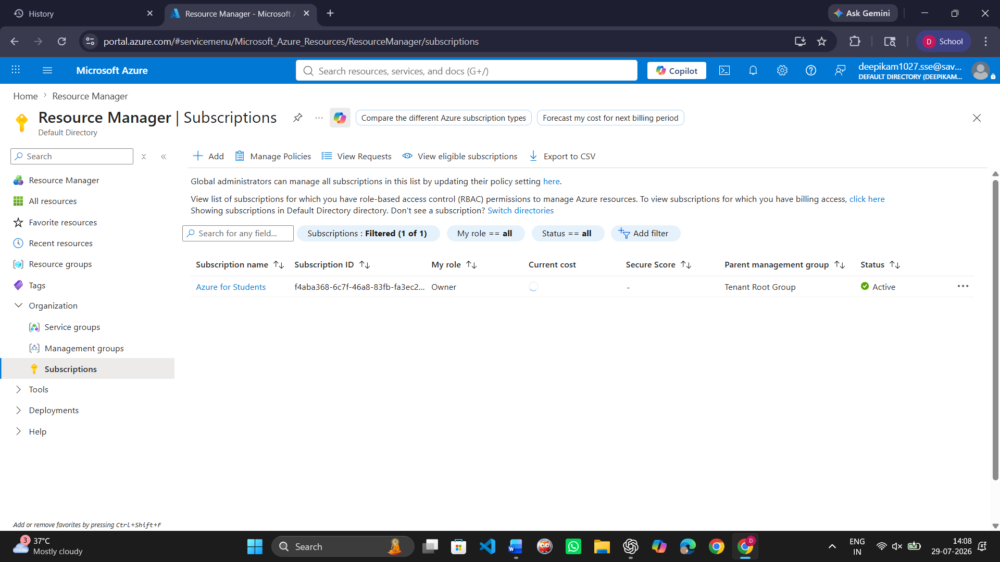 History
Resource Manager - Microsoft
Ask Gemini
portal.azure.com/#servicemenu/Microsoft_Azure_Resources/ResourceManager/subscriptions
D School
Microsoft Azure
Search resources, services, and docs (G+/)
Copilot
deepikam1027.sse@sav...
DEFAULT DIRECTORY (DEEPIKAM...
Home > Resource Manager
Resource Manager | Subscriptions
Default Directory
Compare the different Azure subscription types
Forecast my cost for next billing period
Search
Add
Manage Policies
View Requests
View eligible subscriptions
Export to CSV
Resource Manager
All resources
Favorite resources
Recent resources
Resource groups
Tags
Organization
Service groups
Management groups
Subscriptions
Tools
Deployments
Help
Add or remove favorites by pressing Ctrl+Shift+F
Global administrators can manage all subscriptions in this list by updating their policy setting here.
View list of subscriptions for which you have role-based access control (RBAC) permissions to manage Azure resources. To view subscriptions for which you have billing access, click here
Showing subscriptions in Default Directory directory. Don't see a subscription? Switch directories
Search for any field...
Subscriptions : Filtered (1 of 1)
My role == all
Status == all
Add filter
Subscription name Subscription ID My role Current cost Secure Score Parent management group Status
Azure for Students f4aba368-6c7f-46a8-83fb-fa3ec2... Owner - Tenant Root Group Active
3
37°C
Mostly cloudy
Search
D
ENG
IN
14:08
29-07-2026